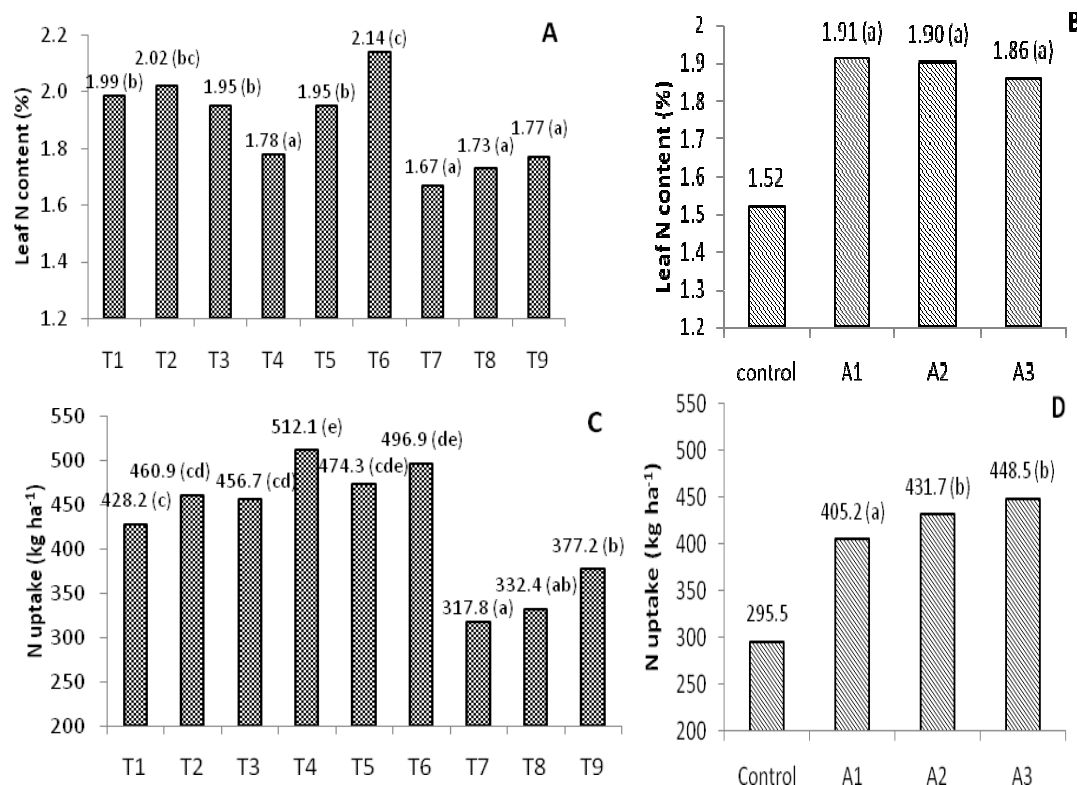 A
Leaf N content (%)
2.2
2.0
1.8
1.6
1.4
1.2
1.99 (b)
2.02 (bc)
1.95 (b)
1.78 (a)
1.95 (b)
2.14 (c)
1.67 (a)
1.73 (a)
1.77 (a)
T1 T2 T3 T4 T5 T6 T7 T8 T9
B
Leaf N content (%)
2
1.9
1.8
1.7
1.6
1.5
1.4
1.3
1.2
1.52
1.91 (a)
1.90 (a)
1.86 (a)
control A1 A2 A3
C
N uptake (kg ha⁻¹)
550
500
450
400
350
300
250
200
428.2 (c)
460.9 (cd)
456.7 (cd)
512.1 (e)
474.3 (cde)
496.9 (de)
317.8 (a)
332.4 (ab)
377.2 (b)
T1 T2 T3 T4 T5 T6 T7 T8 T9
D
N uptake (kg ha⁻¹)
550
500
450
400
350
300
250
200
295.5
405.2 (a)
431.7 (b)
448.5 (b)
Control A1 A2 A3